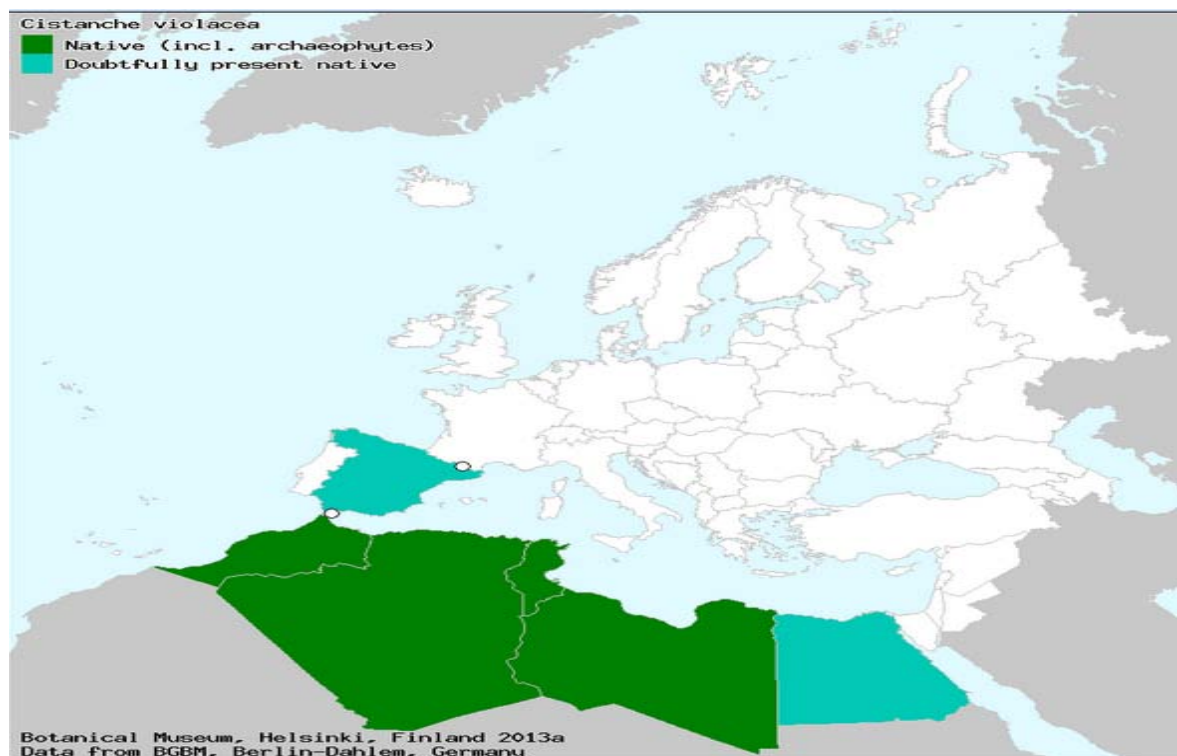 Cistanche violacea
Native (incl. archaeophytes)
Doubtfully present native
Botanical Museum, Helsinki, Finland 2013a
Data from BGBM, Berlin-Dahlem, Germany